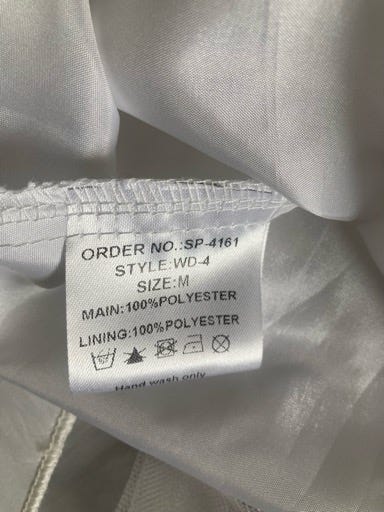 ORDER NO.:SP-4161
STYLE:WD-4
SIZE:M
MAIN:100%POLYESTER
LINING:100%POLYESTER
Hand wash only